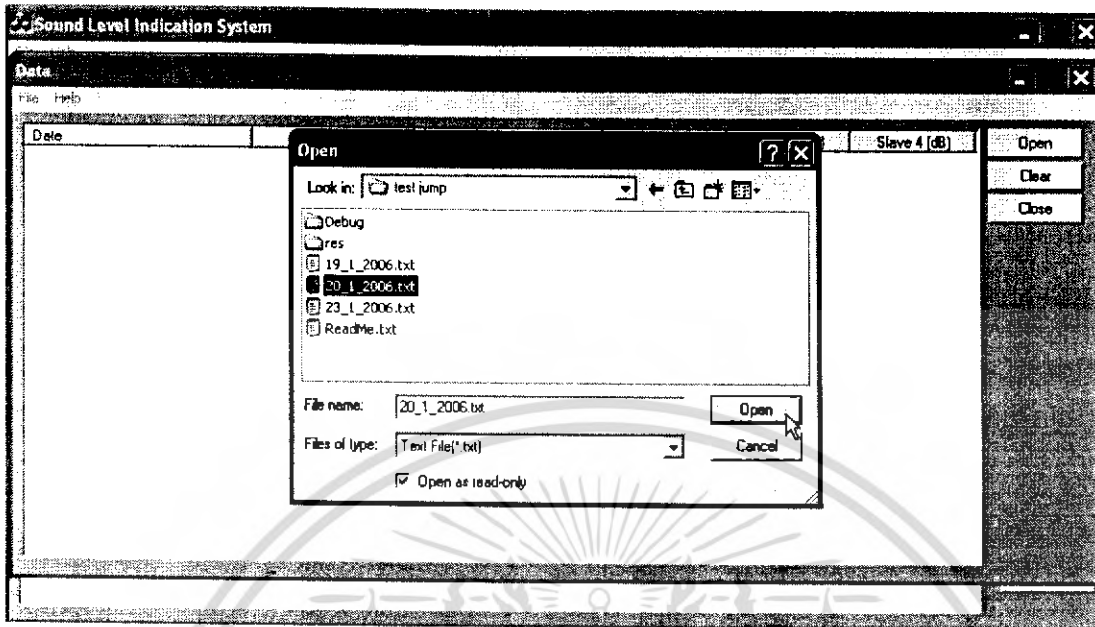 Sound Level Indication System
Data
File Help
Date
Slave 4 [dB]
Open
Clear
Close
Open
Look in: test jump
Debug
res
19_1_2006.txt
20_1_2006.txt
23_1_2006.txt
ReadMe.txt
File name: 20_1_2006.txt
Open
Files of type: Text File(*.txt)
Cancel
Open as read-only